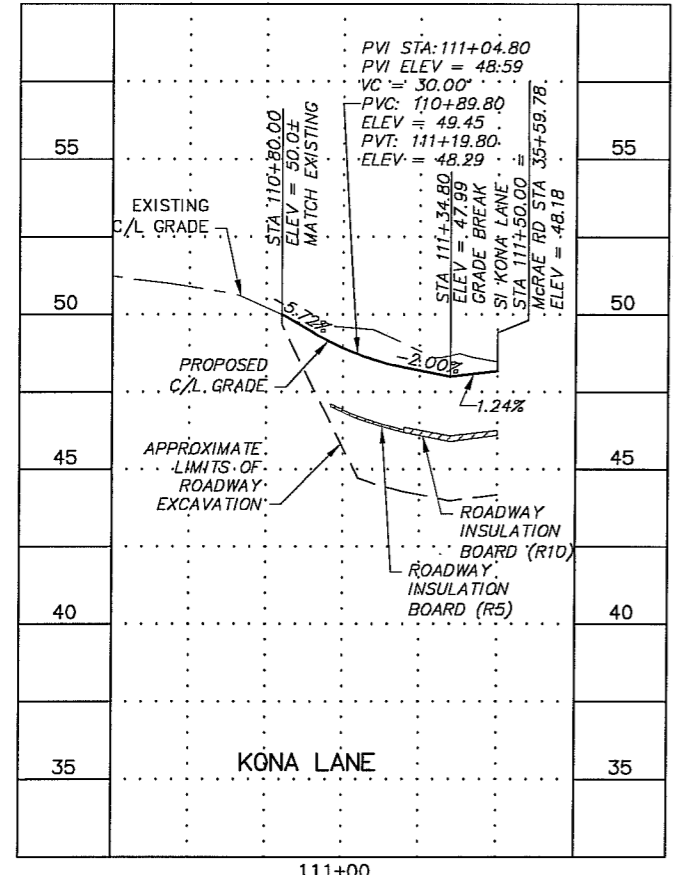 PVI STA: 111+04.80
PVI ELEV = 48.59
VC = 30.00'
PVC: 110+89.80
ELEV = 49.45
PVT: 111+19.80
ELEV = 48.29
STA 110+80.00
ELEV = 50.0±
MATCH EXISTING
STA 111+34.80
ELEV = 47.99
GRADE BREAK
SI KONA LANE
STA 111+50.00 =
McRAE RD STA 35+59.78
ELEV = 48.18
55
55
EXISTING
C/L GRADE
50
50
-5.72%
-2.00%
1.24%
PROPOSED
C/L GRADE
45
45
APPROXIMATE
LIMITS OF
ROADWAY
EXCAVATION
ROADWAY
INSULATION
BOARD (R10)
ROADWAY
INSULATION
BOARD (R5)
40
40
KONA LANE
35
35
111+00